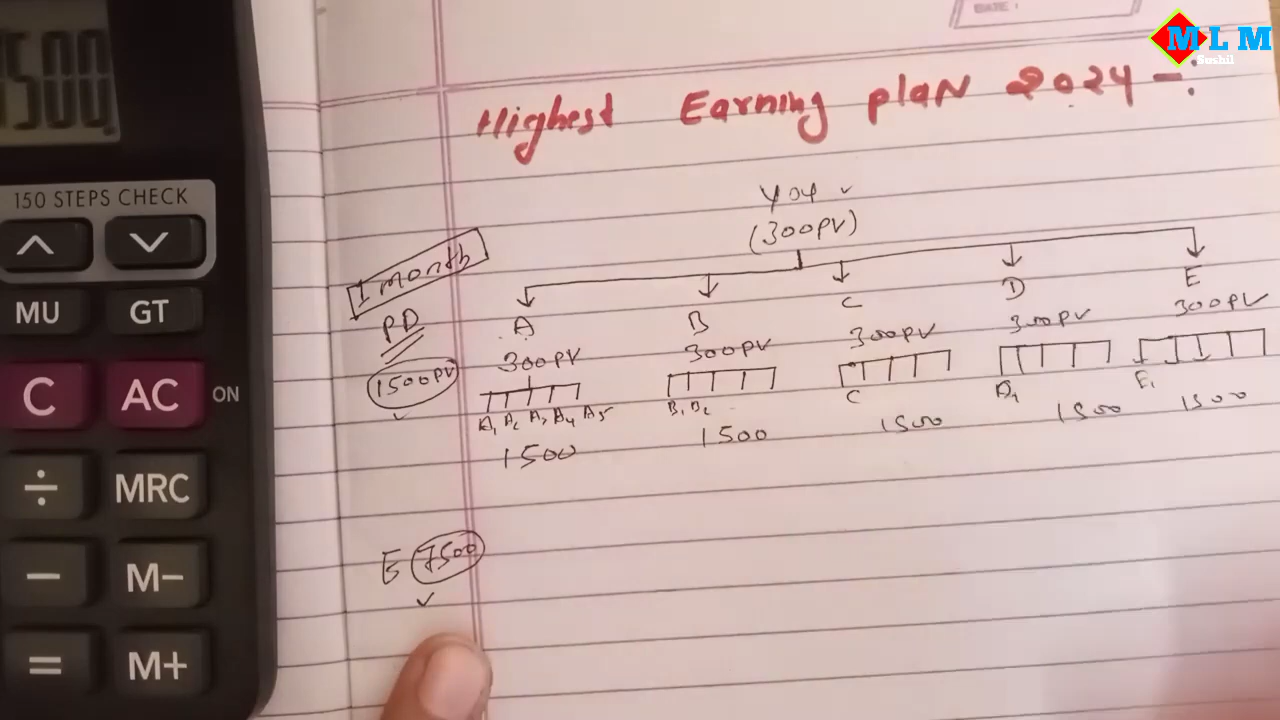 1500.
DATE :
M L M
Sushil
150 STEPS CHECK
MU GT
C AC ON
÷ MRC
− M−
= M+
Highest Earning plan 2024 -:
You
(300PV)
1 month
PD
1500PV
A B C D E
300PV 300PV 300PV 300PV 300PV
A1 A2 A3 A4 A5 B1 B2 C D1 E1
1500 1500 1500 1500 1500
7500